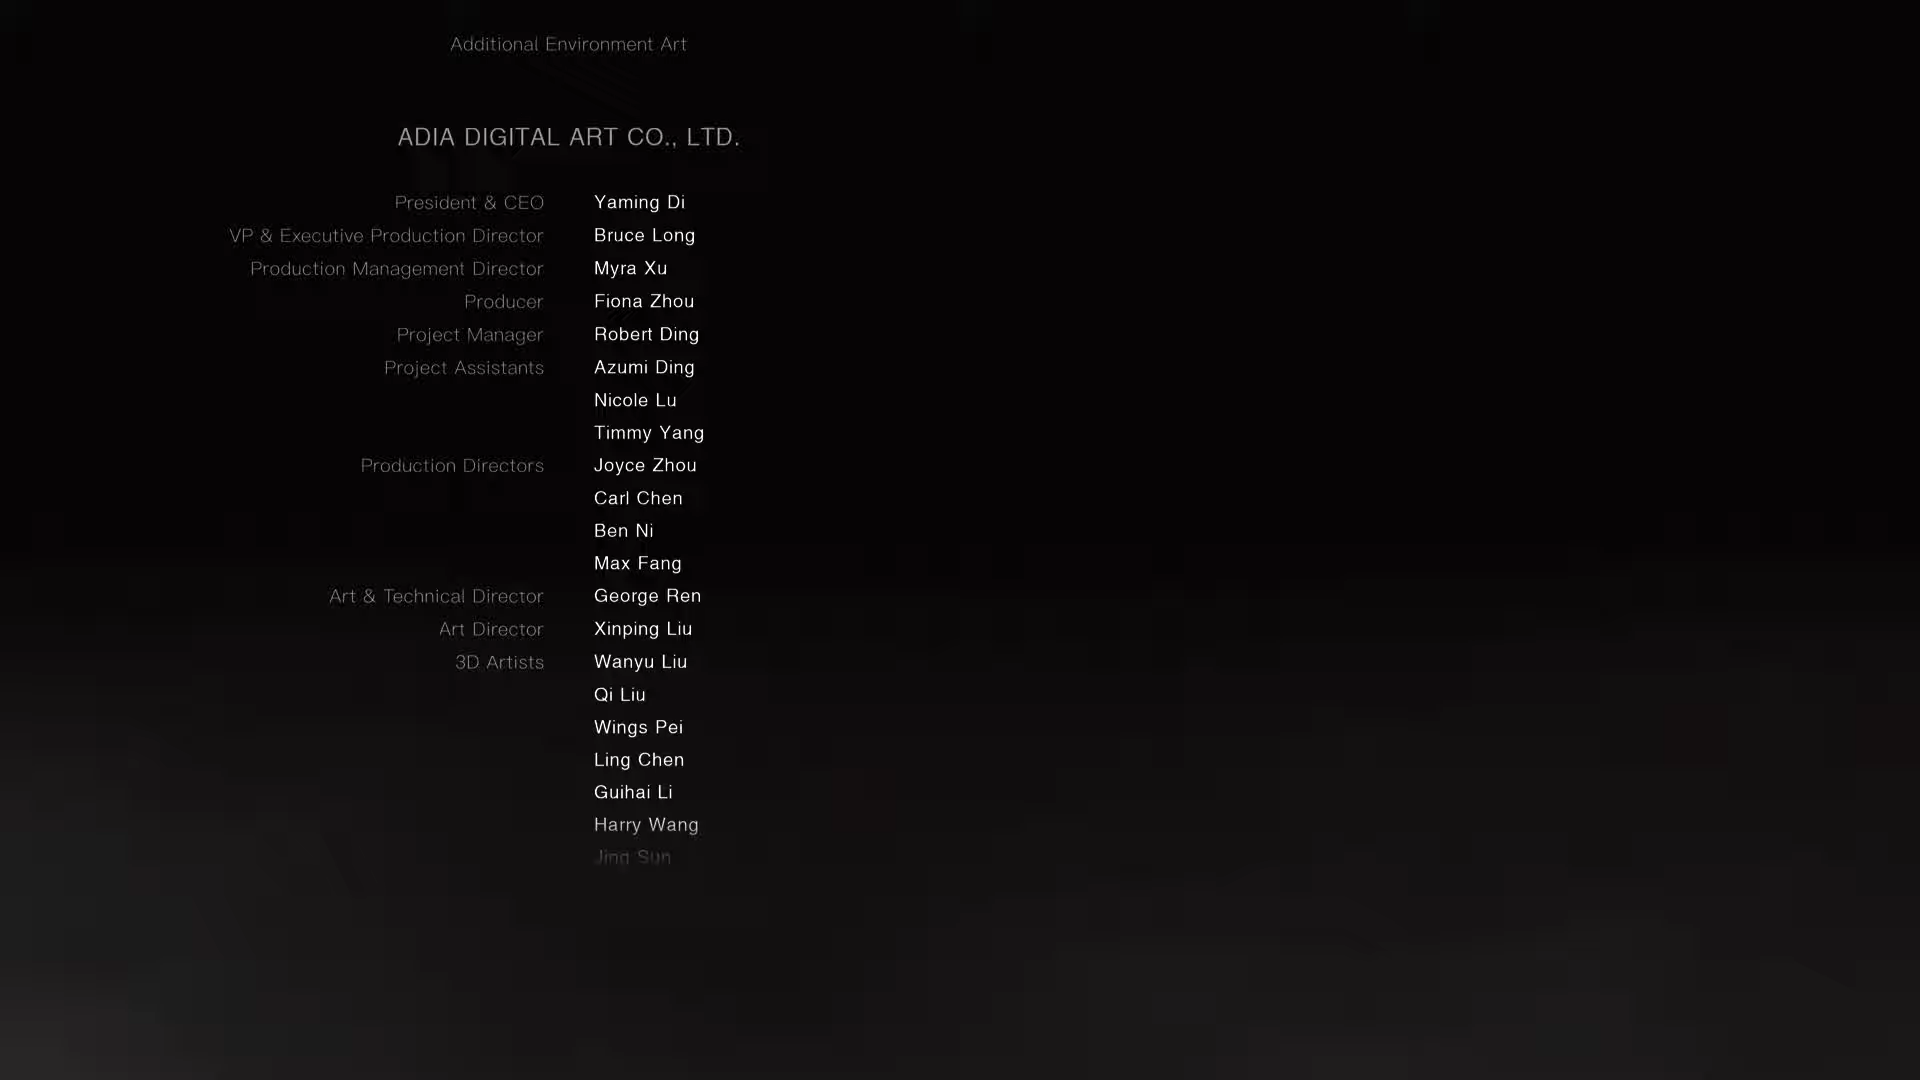 Additional Environment Art
ADIA DIGITAL ART CO., LTD.
President & CEO Yaming Di
VP & Executive Production Director Bruce Long
Production Management Director Myra Xu
Producer Fiona Zhou
Project Manager Robert Ding
Project Assistants Azumi Ding
Nicole Lu
Timmy Yang
Production Directors Joyce Zhou
Carl Chen
Ben Ni
Max Fang
Art & Technical Director George Ren
Art Director Xinping Liu
3D Artists Wanyu Liu
Qi Liu
Wings Pei
Ling Chen
Guihai Li
Harry Wang
Jing Sun